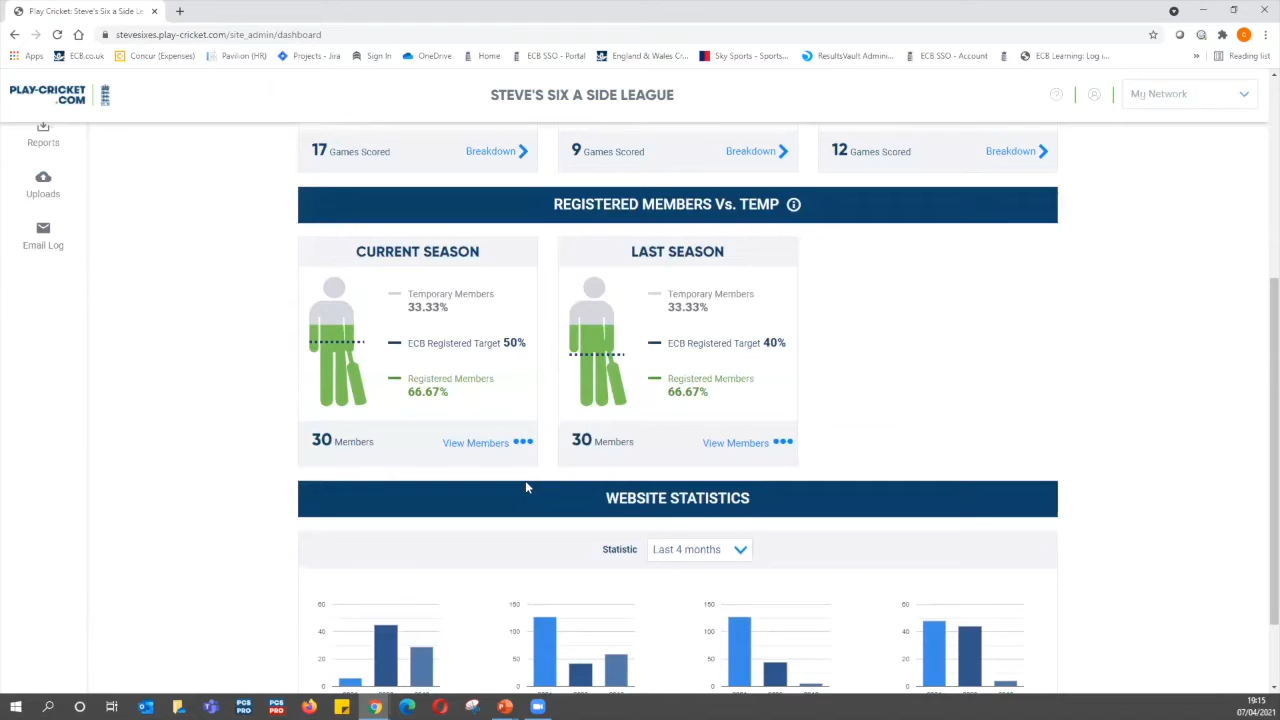 Play Cricket: Steve's Six a Side Le
stevesixes.play-cricket.com/site_admin/dashboard
Apps ECB.co.uk Concur (Expenses) Pavilion (HR) Projects - Jira Sign In OneDrive Home ECB SSO - Portal England & Wales Cr... Sky Sports - Sports... ResultsVault Admini... ECB SSO - Account ECB Learning: Log i... » Reading list
PLAY-CRICKET
.COM
STEVE'S SIX A SIDE LEAGUE
My Network
Reports
Uploads
Email Log
17 Games Scored Breakdown
9 Games Scored Breakdown
12 Games Scored Breakdown
REGISTERED MEMBERS Vs. TEMP
CURRENT SEASON
Temporary Members
33.33%
ECB Registered Target 50%
Registered Members
66.67%
30 Members View Members
LAST SEASON
Temporary Members
33.33%
ECB Registered Target 40%
Registered Members
66.67%
30 Members View Members
WEBSITE STATISTICS
Statistic Last 4 months
60
40
20
0
150
100
50
0
150
100
50
0
60
40
20
0
19:15
07/04/2021